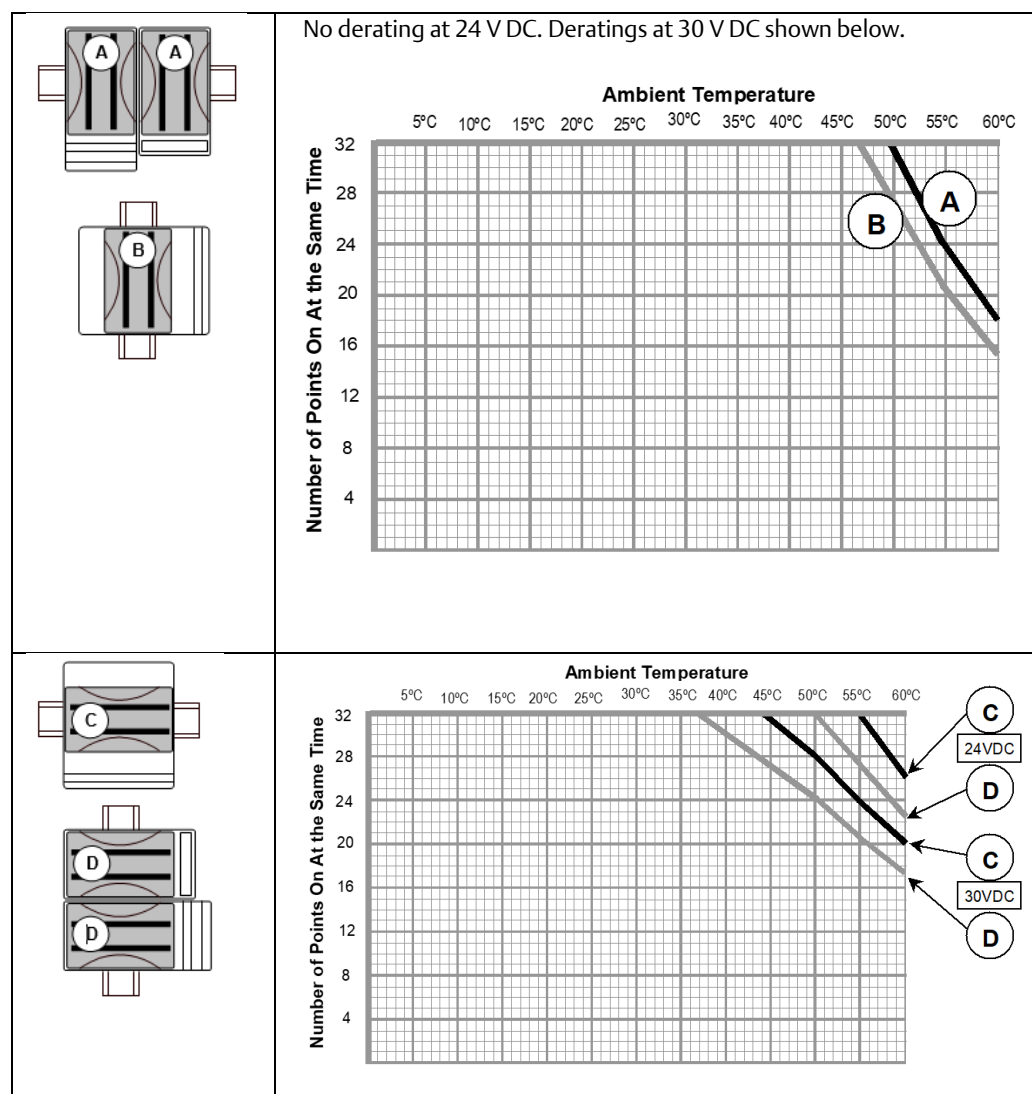 No derating at 24 V DC. Deratings at 30 V DC shown below.
A A
B
Ambient Temperature
5°C 10°C 15°C 20°C 25°C 30°C 35°C 40°C 45°C 50°C 55°C 60°C
Number of Points On At the Same Time
32
28
24
20
16
12
8
4
A
B
C
D
D
Ambient Temperature
5°C 10°C 15°C 20°C 25°C 30°C 35°C 40°C 45°C 50°C 55°C 60°C
Number of Points On At the Same Time
32
28
24
20
16
12
8
4
C
24VDC
D
C
30VDC
D